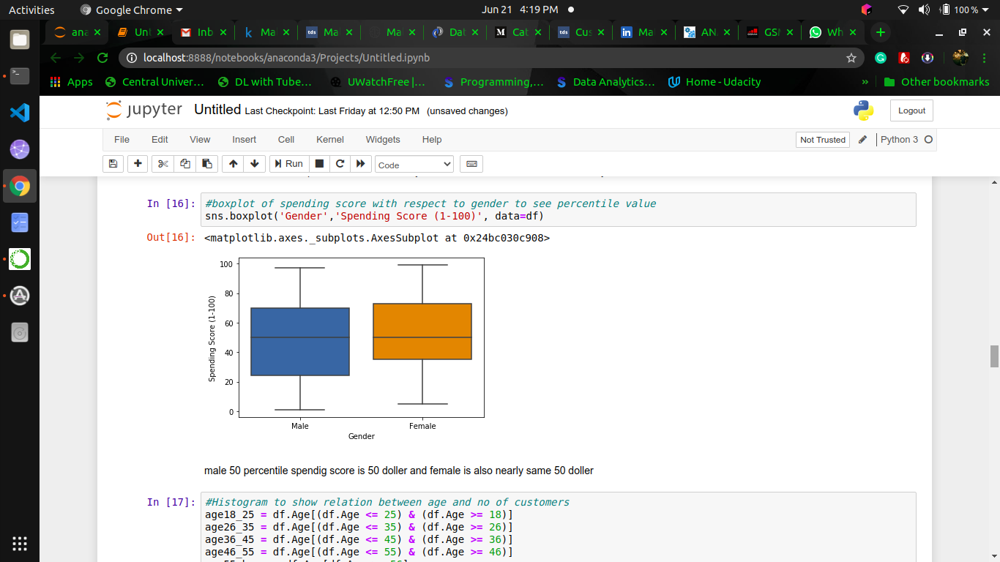 Activities
Google Chrome
Jun 21 4:19 PM
100 %
ana
Unt
Inb
k
Ma
tds
Ma
Ma
Dat
M
Cat
tds
Cus
in
Ma
AN
GSM
Wh
localhost:8888/notebooks/anaconda3/Projects/Untitled.ipynb
Apps
Central Univer...
DL with Tube...
UWatchFree |...
Programming,...
Data Analytics...
Home - Udacity
»
Other bookmarks
jupyter
Untitled
Last Checkpoint: Last Friday at 12:50 PM (unsaved changes)
Logout
File
Edit
View
Insert
Cell
Kernel
Widgets
Help
Not Trusted
Python 3
Run
Code
In [16]:
#boxplot of spending score with respect to gender to see percentile value
sns.boxplot('Gender','Spending Score (1-100)', data=df)
Out[16]:
<matplotlib.axes._subplots.AxesSubplot at 0x24bc030c908>
100
80
60
40
20
0
Spending Score (1-100)
Male
Female
Gender
male 50 percentile spendig score is 50 doller and female is also nearly same 50 doller
In [17]:
#Histogram to show relation between age and no of customers
age18_25 = df.Age[(df.Age <= 25) & (df.Age >= 18)]
age26_35 = df.Age[(df.Age <= 35) & (df.Age >= 26)]
age36_45 = df.Age[(df.Age <= 45) & (df.Age >= 36)]
age46_55 = df.Age[(df.Age <= 55) & (df.Age >= 46)]